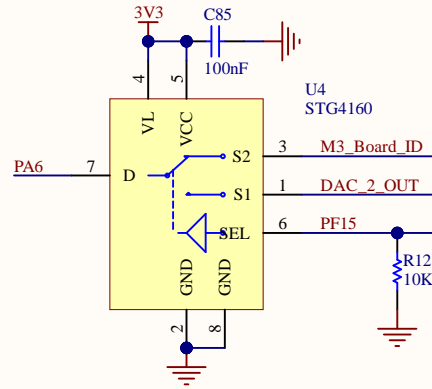 3V3
C85
100nF
4
5
VL
VCC
U4
STG4160
PA6
7
D
S2
3
M3_Board_ID
S1
1
DAC_2_OUT
SEL
6
PF15
R12
10K
GND
GND
2
8